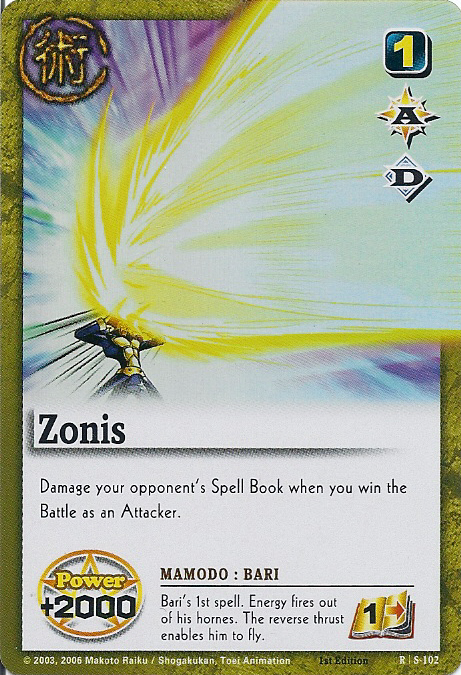 術
1
A
D
Zonis
Damage your opponent's Spell Book when you win the
Battle as an Attacker.
Power
+2000
MAMODO : BARI
Bari's 1st spell. Energy fires out
of his hornes. The reverse thrust
enables him to fly.
1
© 2003, 2006 Makoto Raiku / Shogakukan, Toei Animation
1st Edition
R | S-102